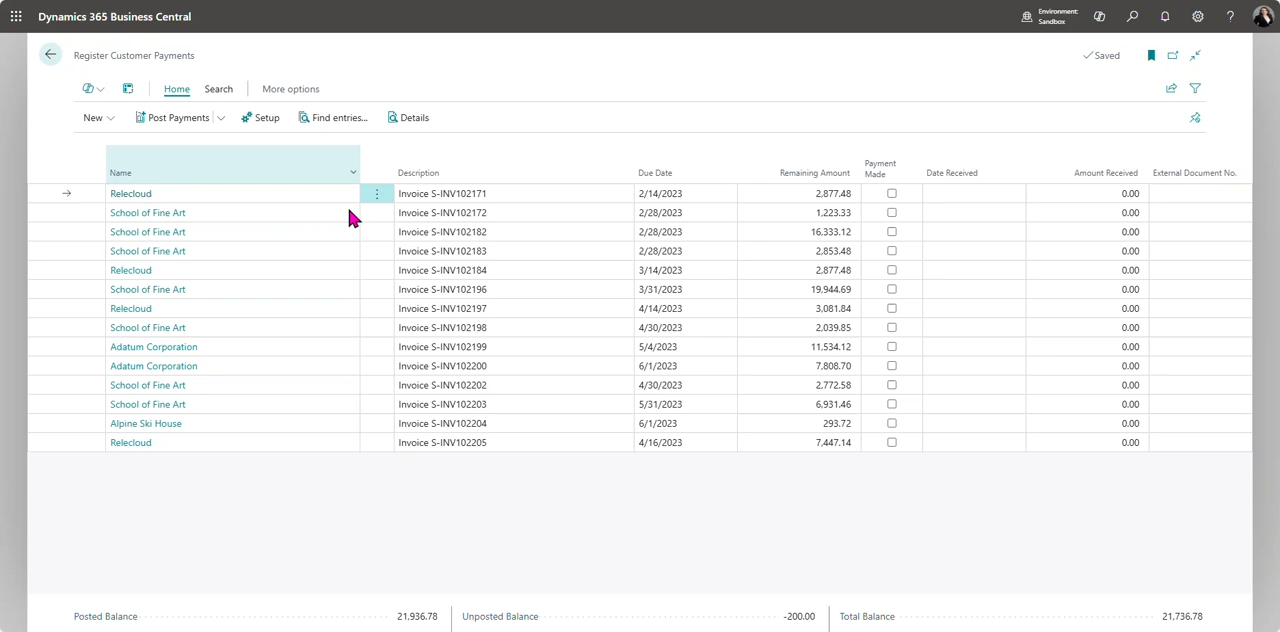 Dynamics 365 Business Central
Environment:
Sandbox
Register Customer Payments
Saved
Home Search More options
New Post Payments Setup Find entries... Details
Name Description Due Date Remaining Amount Payment Made Date Received Amount Received External Document No.
Relecloud Invoice S-INV102171 2/14/2023 2,877.48 0.00
School of Fine Art Invoice S-INV102172 2/28/2023 1,223.33 0.00
School of Fine Art Invoice S-INV102182 2/28/2023 16,333.12 0.00
School of Fine Art Invoice S-INV102183 2/28/2023 2,853.48 0.00
Relecloud Invoice S-INV102184 3/14/2023 2,877.48 0.00
School of Fine Art Invoice S-INV102196 3/31/2023 19,944.69 0.00
Relecloud Invoice S-INV102197 4/14/2023 3,081.84 0.00
School of Fine Art Invoice S-INV102198 4/30/2023 2,039.85 0.00
Adatum Corporation Invoice S-INV102199 5/4/2023 11,534.12 0.00
Adatum Corporation Invoice S-INV102200 6/1/2023 7,808.70 0.00
School of Fine Art Invoice S-INV102202 4/30/2023 2,772.58 0.00
School of Fine Art Invoice S-INV102203 5/31/2023 6,931.46 0.00
Alpine Ski House Invoice S-INV102204 6/1/2023 293.72 0.00
Relecloud Invoice S-INV102205 4/16/2023 7,447.14 0.00
Posted Balance 21,936.78 Unposted Balance -200.00 Total Balance 21,736.78